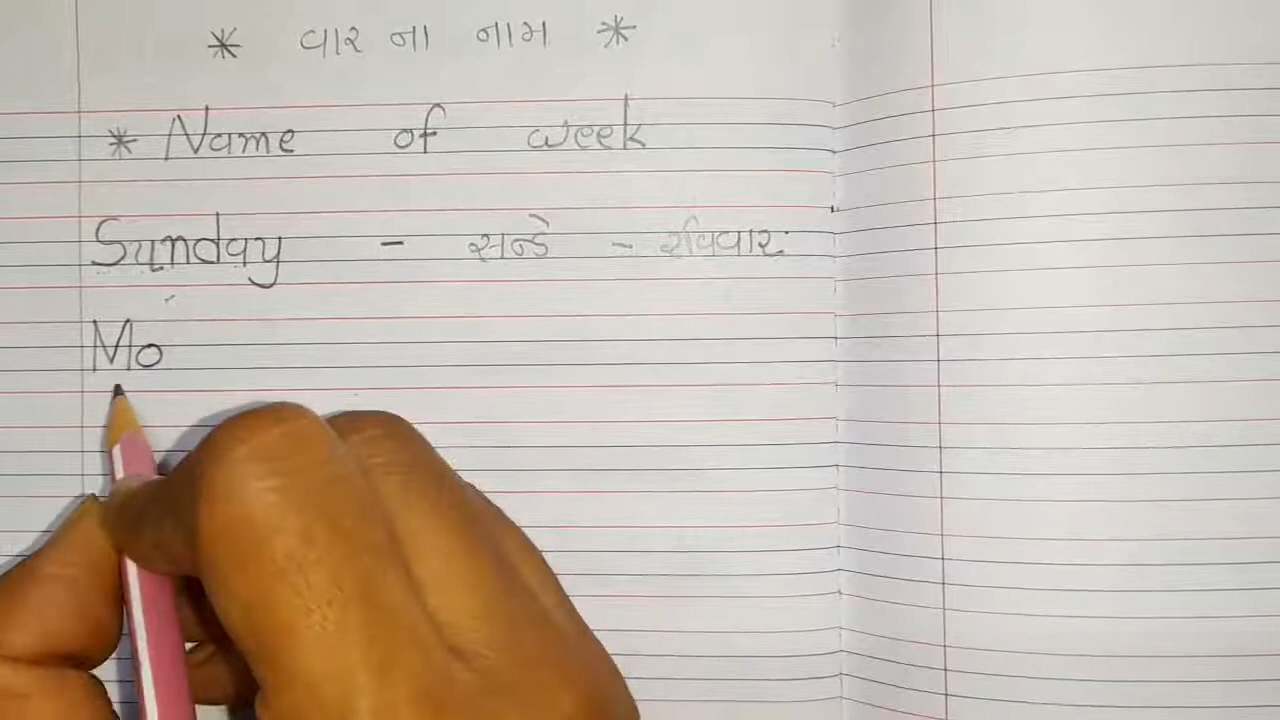 * વાર ના નામ *
* Name of week
Sunday - સન્ડે - રવિવાર
Mo